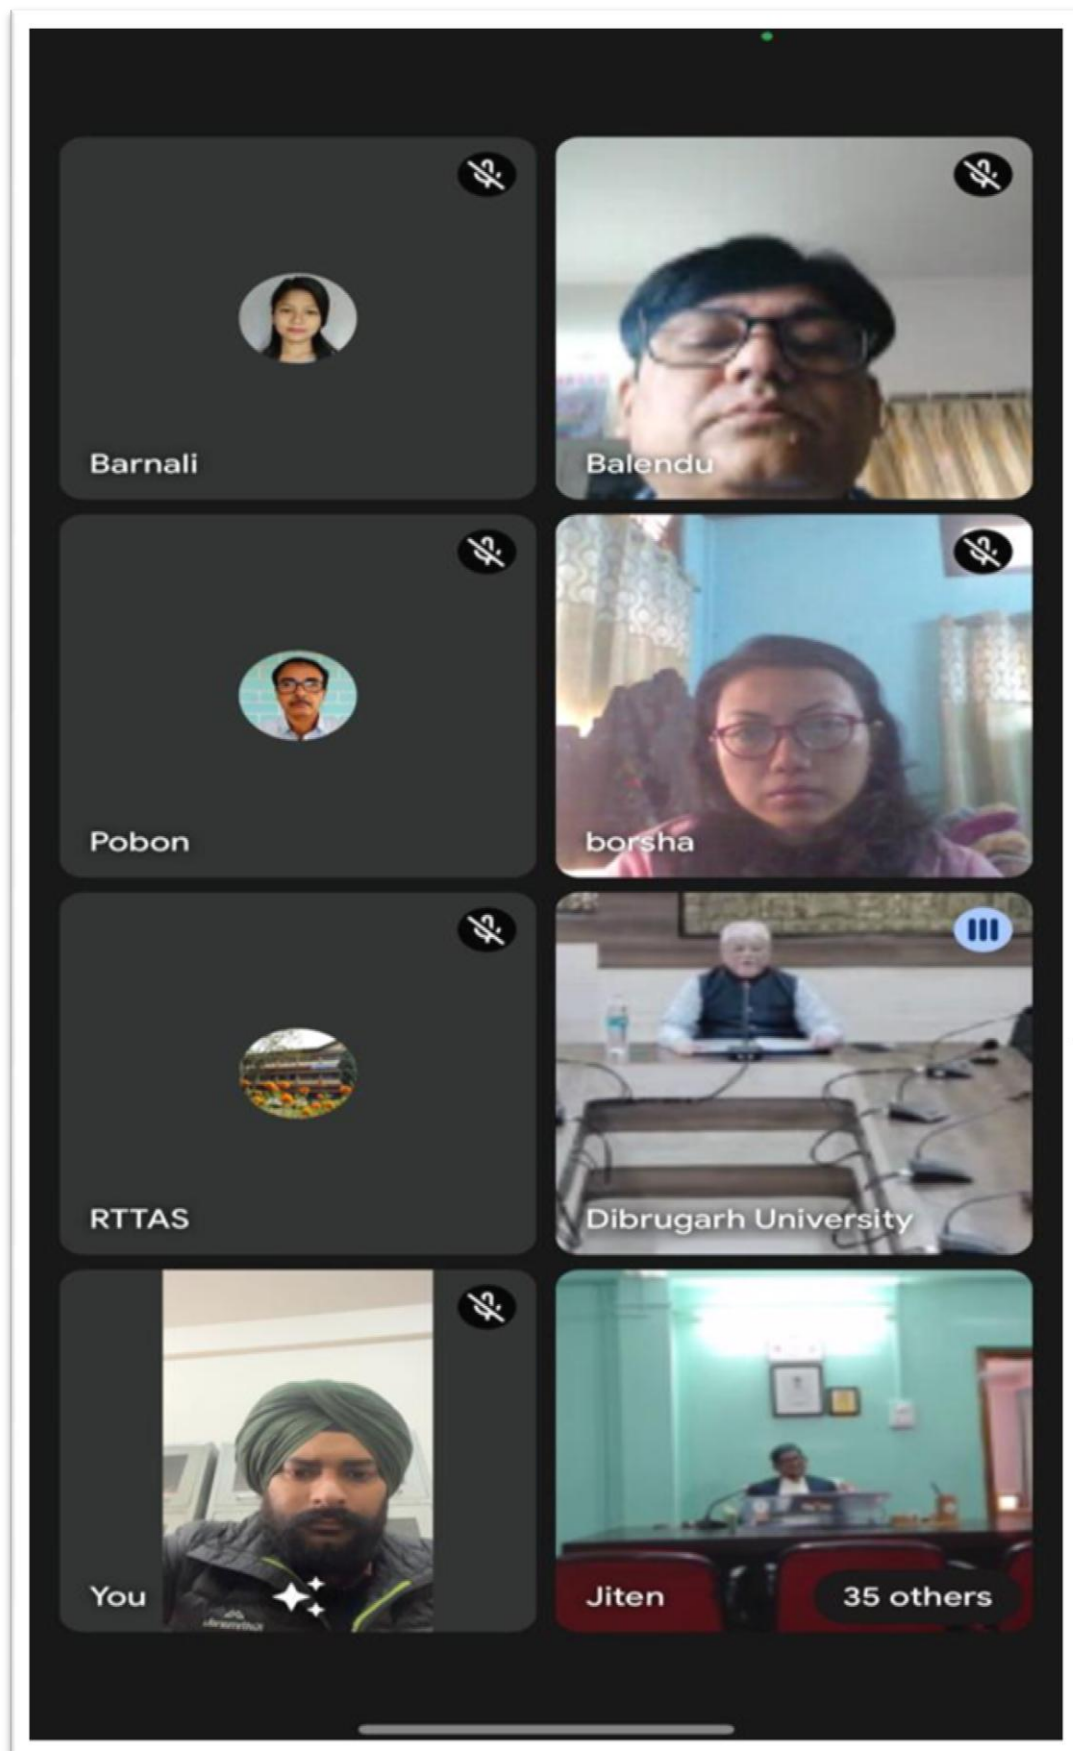 Barnali
Balendu
Pobon
borsha
RTTAS
Dibrugarh University
You
Jiten
35 others